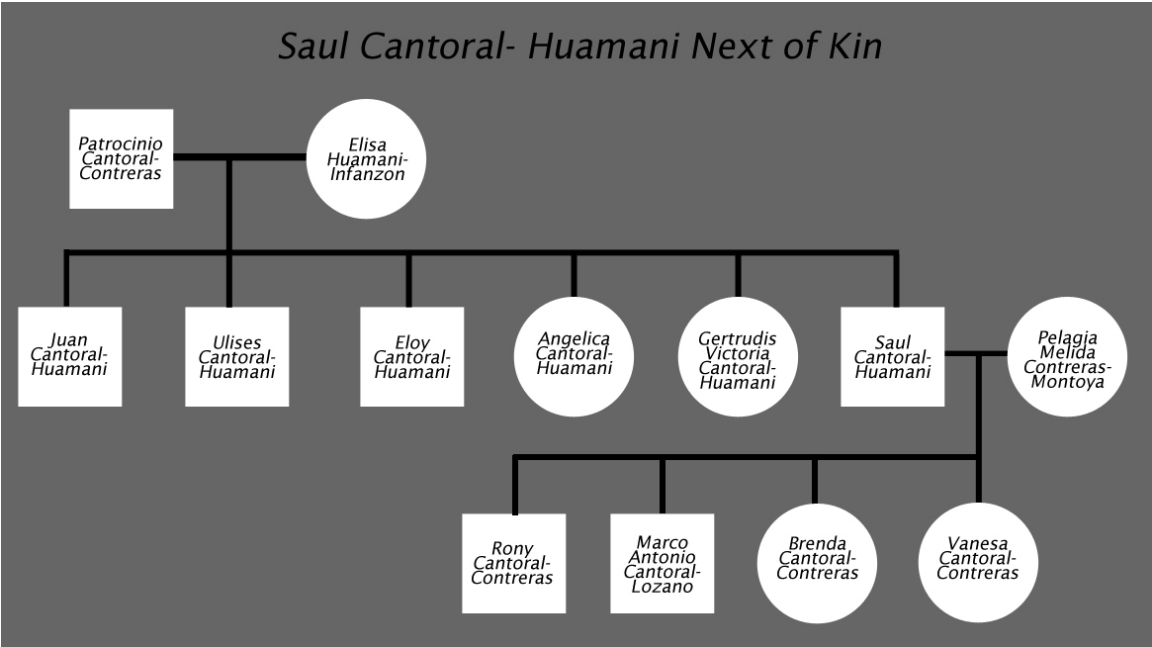 Saul Cantoral- Huamani Next of Kin
Patrocinio
Cantoral-
Contreras
Elisa
Huamani-
Infanzon
Juan
Cantoral-
Huamani
Ulises
Cantoral-
Huamani
Eloy
Cantoral-
Huamani
Angelica
Cantoral-
Huamani
Gertrudis
Victoria
Cantoral-
Huamani
Saul
Cantoral-
Huamani
Pelagia
Melida
Contreras-
Montoya
Rony
Cantoral-
Contreras
Marco
Antonio
Cantoral-
Lozano
Brenda
Cantoral-
Contreras
Vanesa
Cantoral-
Contreras